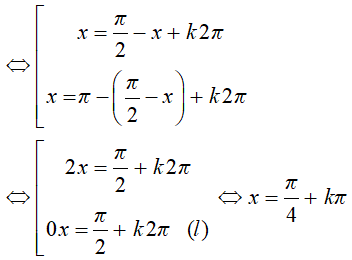 ⇔ [ x = π/2 − x + k2π
x = π − (π/2 − x) + k2π
⇔ [ 2x = π/2 + k2π
0x = π/2 + k2π (l) ⇔ x = π/4 + kπ